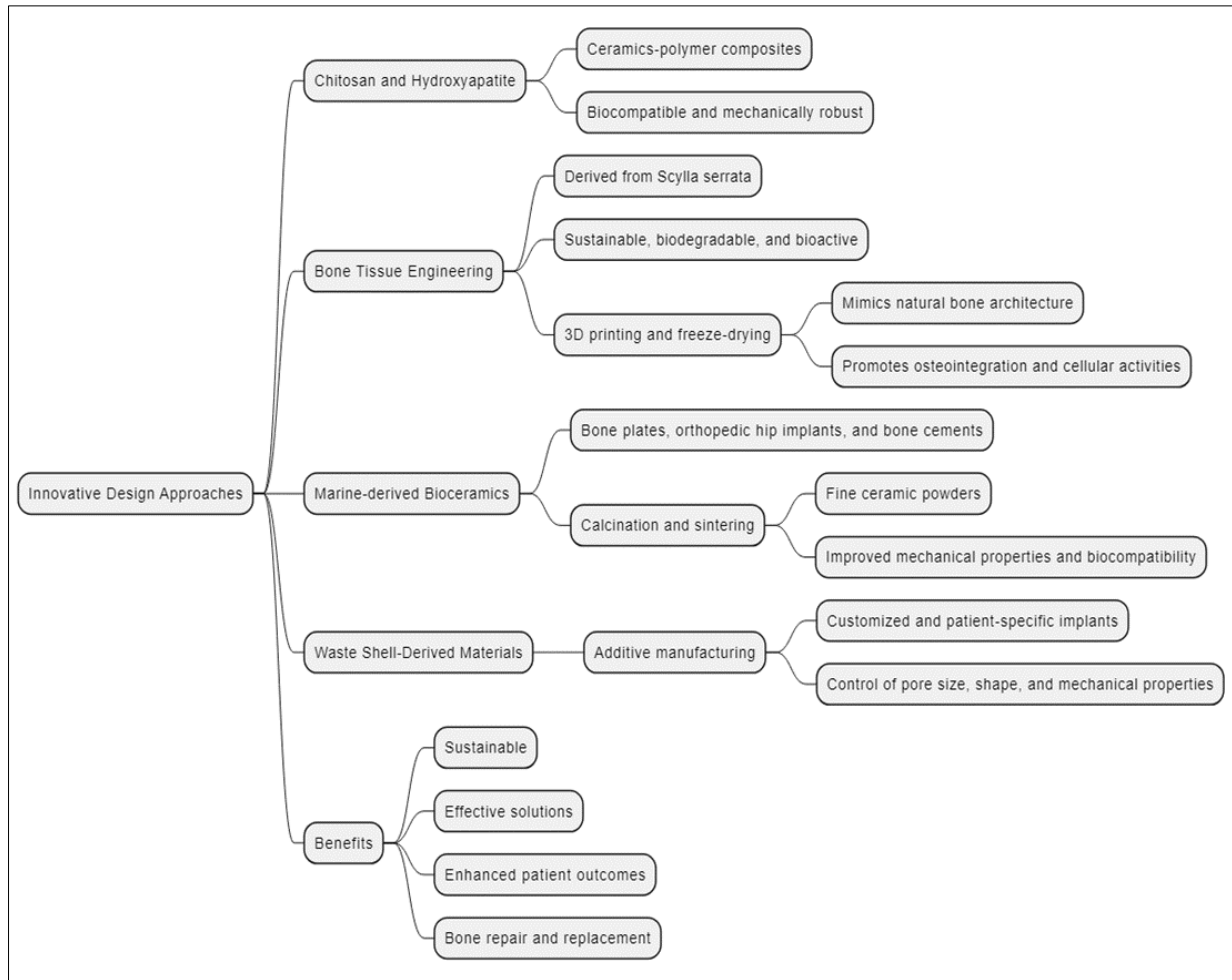 Innovative Design Approaches
Chitosan and Hydroxyapatite
Ceramics-polymer composites
Biocompatible and mechanically robust
Bone Tissue Engineering
Derived from Scylla serrata
Sustainable, biodegradable, and bioactive
3D printing and freeze-drying
Mimics natural bone architecture
Promotes osteointegration and cellular activities
Marine-derived Bioceramics
Bone plates, orthopedic hip implants, and bone cements
Calcination and sintering
Fine ceramic powders
Improved mechanical properties and biocompatibility
Waste Shell-Derived Materials
Additive manufacturing
Customized and patient-specific implants
Control of pore size, shape, and mechanical properties
Benefits
Sustainable
Effective solutions
Enhanced patient outcomes
Bone repair and replacement